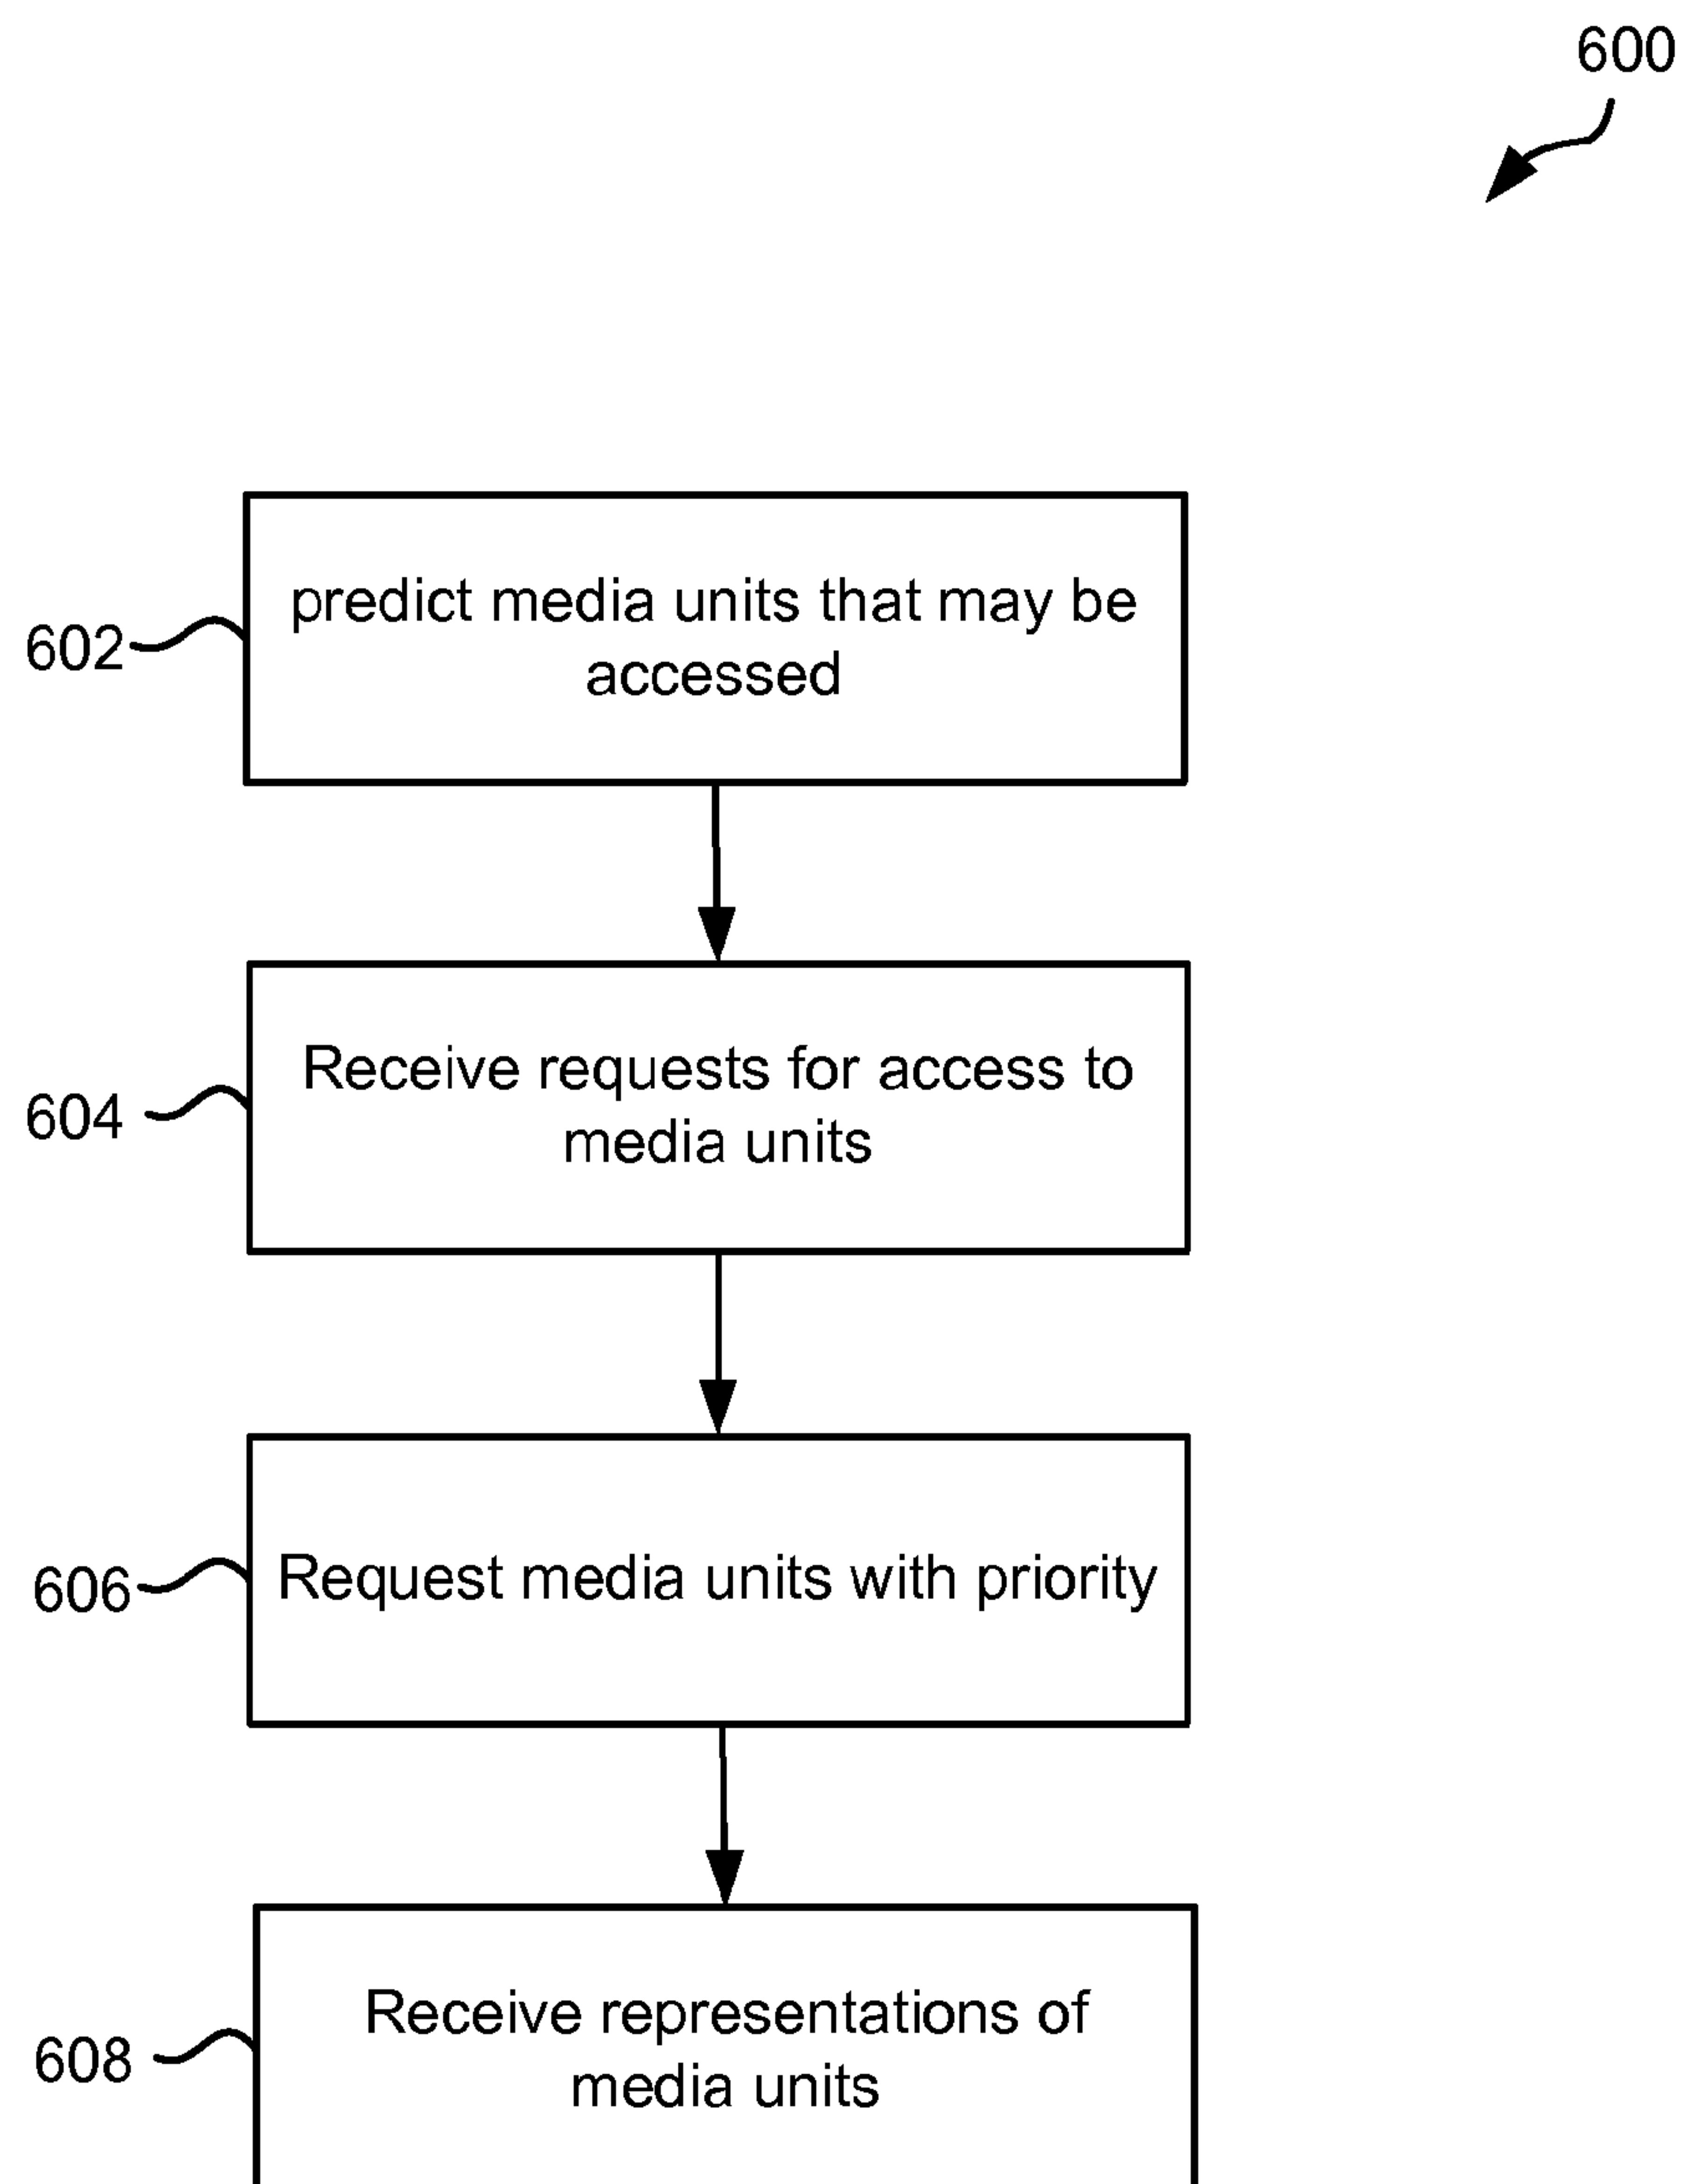 600
predict media units that may be
accessed
602
Receive requests for access to
media units
604
Request media units with priority
606
Receive representations of
media units
608